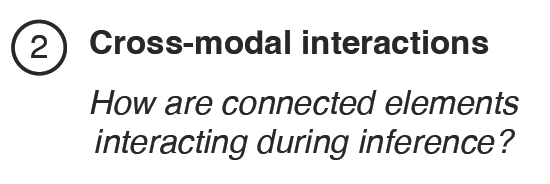 2 Cross-modal interactions
How are connected elements
interacting during inference?